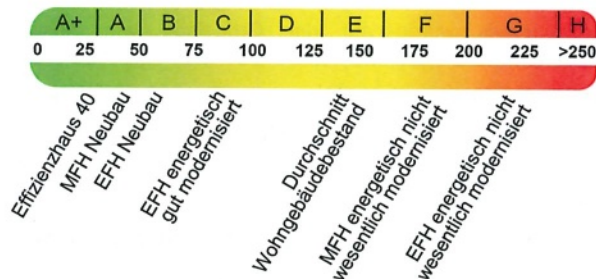 A+ A B C D E F G H
0 25 50 75 100 125 150 175 200 225 >250
Effizienzhaus 40
MFH Neubau
EFH Neubau
EFH energetisch
gut modernisiert
Durchschnitt
Wohngebäudebestand
MFH energetisch nicht
wesentlich modernisiert
EFH energetisch nicht
wesentlich modernisiert